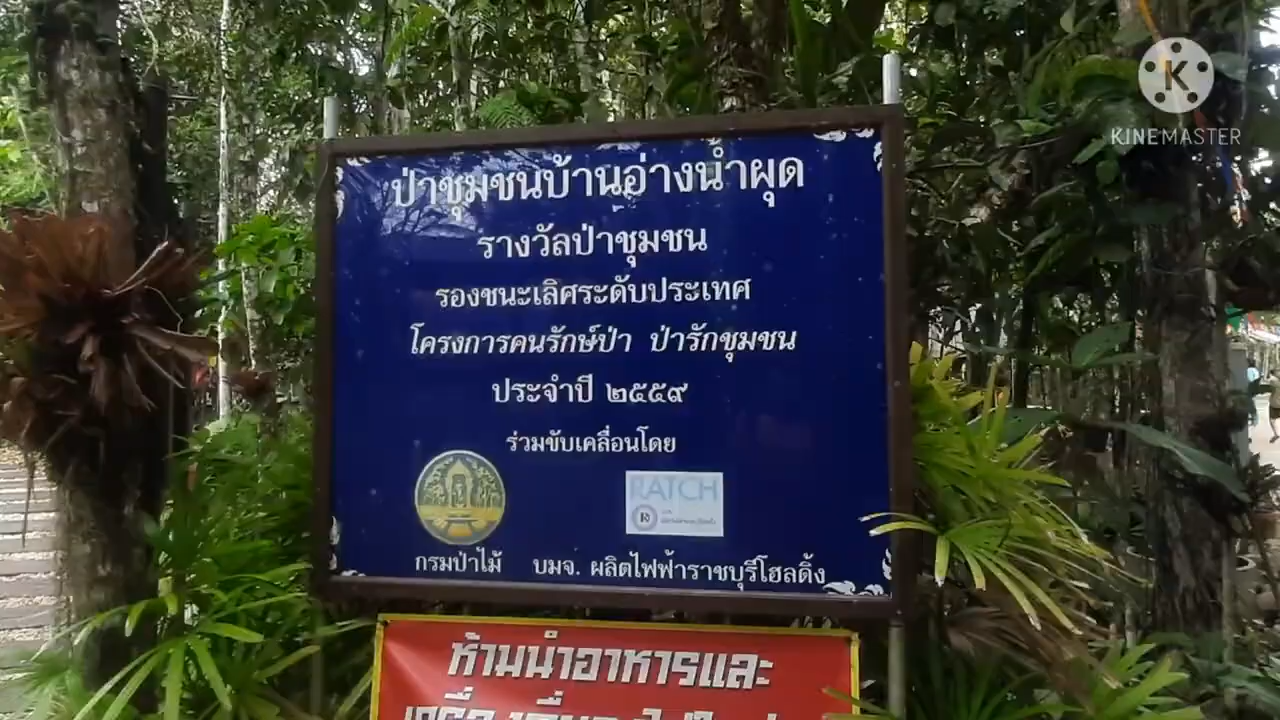 K
KINEMASTER
ป่าชุมชนบ้านอ่างน้ำผุด
รางวัลป่าชุมชน
รองชนะเลิศระดับประเทศ
โครงการคนรักษ์ป่า ป่ารักชุมชน
ประจำปี ๒๕๕๙
ร่วมขับเคลื่อนโดย
RATCH
กรมป่าไม้ บมจ. ผลิตไฟฟ้าราชบุรีโฮลดิ้ง
ห้ามนำอาหารและ